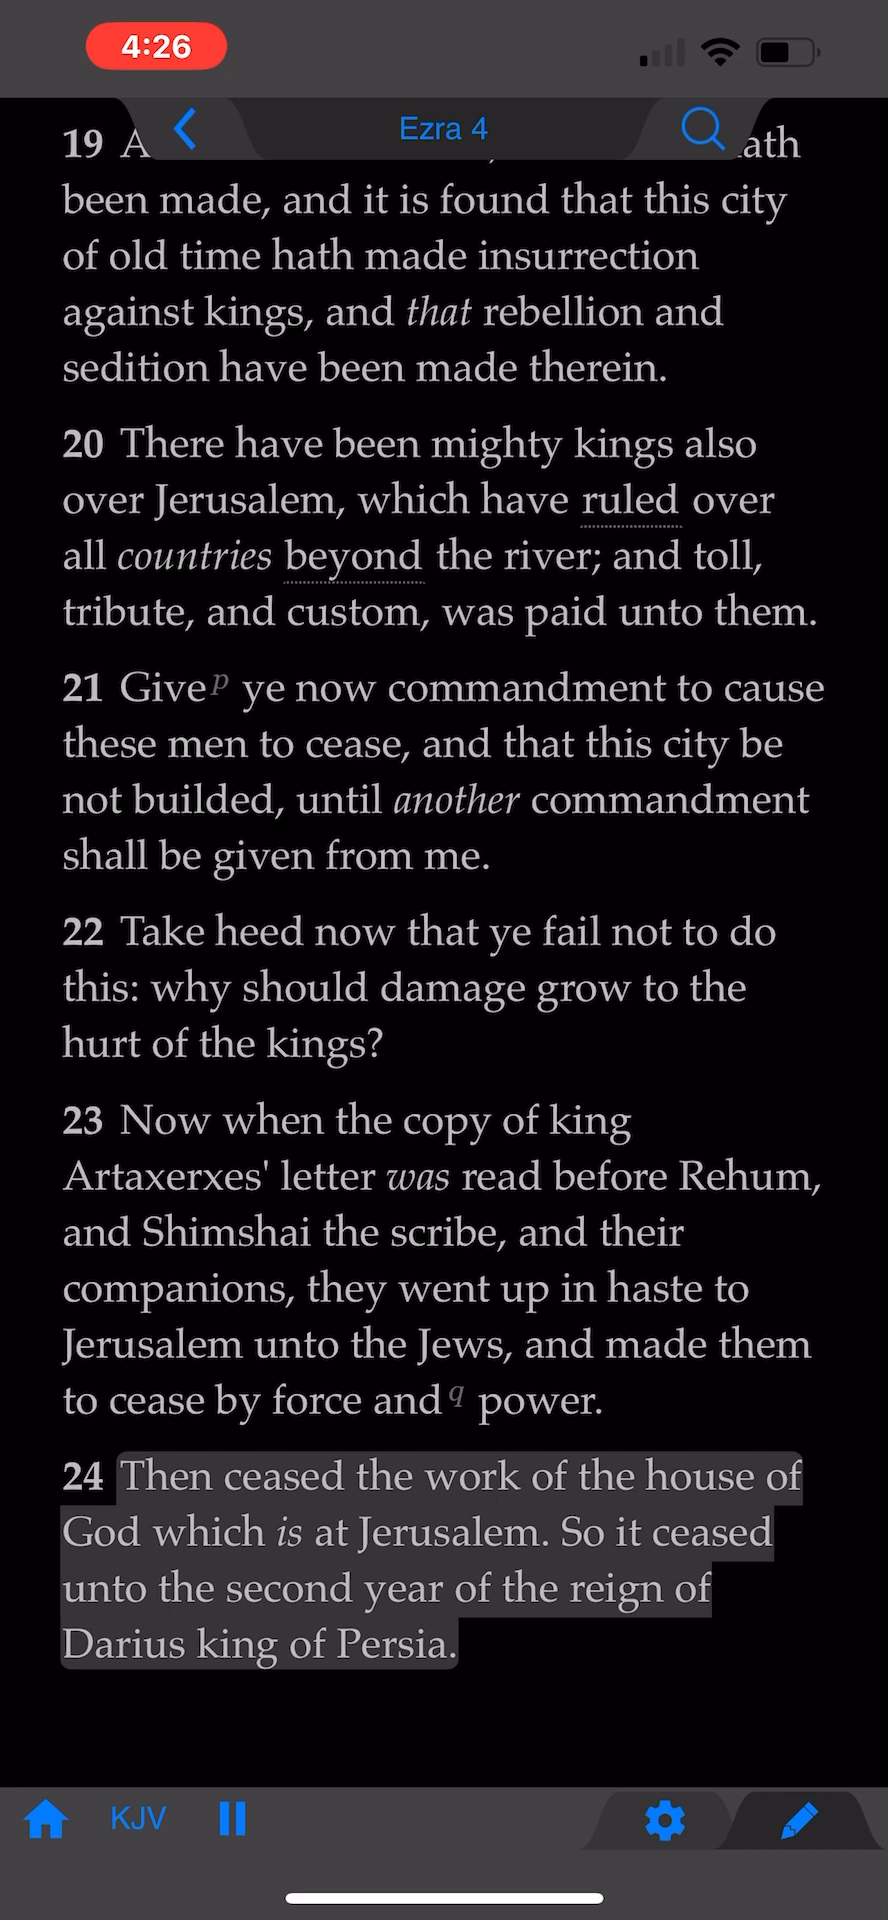 4:26
Ezra 4
19 A
been made, and it is found that this city
of old time hath made insurrection
against kings, and that rebellion and
sedition have been made therein.
20 There have been mighty kings also
over Jerusalem, which have ruled over
all countries beyond the river; and toll,
tribute, and custom, was paid unto them.
21 Give p ye now commandment to cause
these men to cease, and that this city be
not builded, until another commandment
shall be given from me.
22 Take heed now that ye fail not to do
this: why should damage grow to the
hurt of the kings?
23 Now when the copy of king
Artaxerxes' letter was read before Rehum,
and Shimshai the scribe, and their
companions, they went up in haste to
Jerusalem unto the Jews, and made them
to cease by force and q power.
24 Then ceased the work of the house of
God which is at Jerusalem. So it ceased
unto the second year of the reign of
Darius king of Persia.
KJV